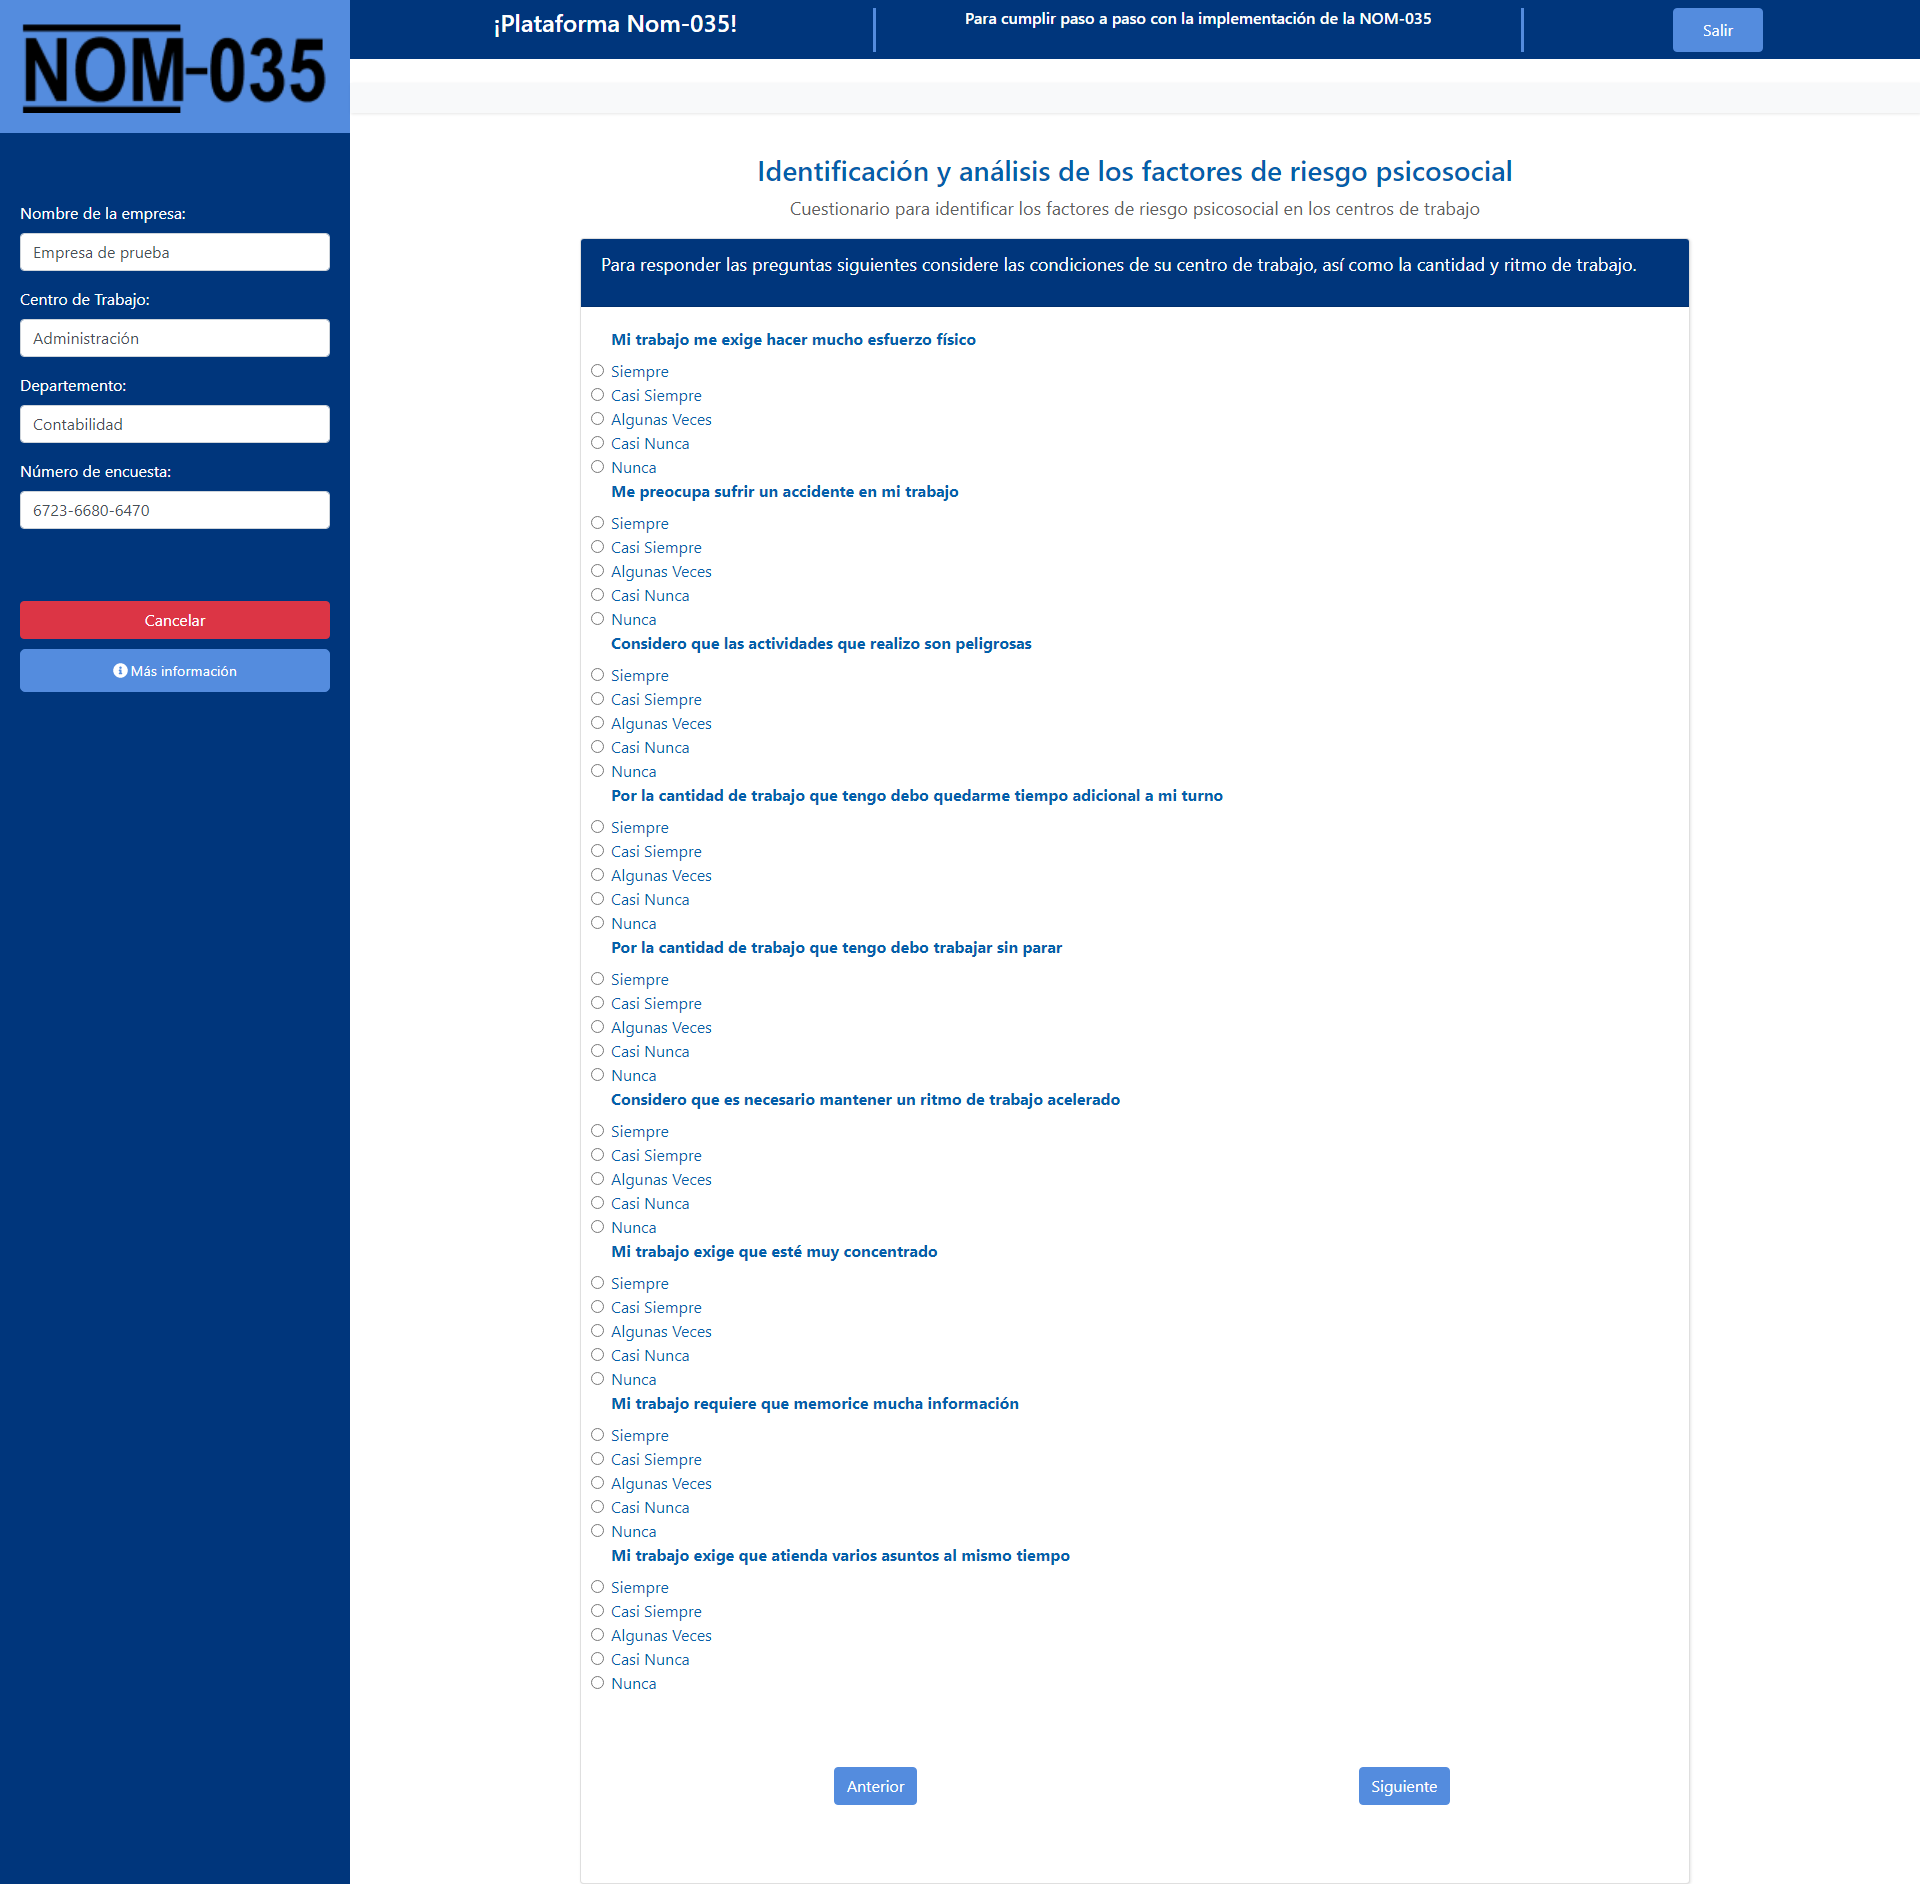 NOM-035
¡Plataforma Nom-035!
Para cumplir paso a paso con la implementación de la NOM-035
Salir
Nombre de la empresa:
Empresa de prueba
Centro de Trabajo:
Administración
Departemento:
Contabilidad
Número de encuesta:
6723-6680-6470
Cancelar
Más información
Identificación y análisis de los factores de riesgo psicosocial
Cuestionario para identificar los factores de riesgo psicosocial en los centros de trabajo
Para responder las preguntas siguientes considere las condiciones de su centro de trabajo, así como la cantidad y ritmo de trabajo.
Mi trabajo me exige hacer mucho esfuerzo físico
Siempre
Casi Siempre
Algunas Veces
Casi Nunca
Nunca
Me preocupa sufrir un accidente en mi trabajo
Siempre
Casi Siempre
Algunas Veces
Casi Nunca
Nunca
Considero que las actividades que realizo son peligrosas
Siempre
Casi Siempre
Algunas Veces
Casi Nunca
Nunca
Por la cantidad de trabajo que tengo debo quedarme tiempo adicional a mi turno
Siempre
Casi Siempre
Algunas Veces
Casi Nunca
Nunca
Por la cantidad de trabajo que tengo debo trabajar sin parar
Siempre
Casi Siempre
Algunas Veces
Casi Nunca
Nunca
Considero que es necesario mantener un ritmo de trabajo acelerado
Siempre
Casi Siempre
Algunas Veces
Casi Nunca
Nunca
Mi trabajo exige que esté muy concentrado
Siempre
Casi Siempre
Algunas Veces
Casi Nunca
Nunca
Mi trabajo requiere que memorice mucha información
Siempre
Casi Siempre
Algunas Veces
Casi Nunca
Nunca
Mi trabajo exige que atienda varios asuntos al mismo tiempo
Siempre
Casi Siempre
Algunas Veces
Casi Nunca
Nunca
Anterior
Siguiente